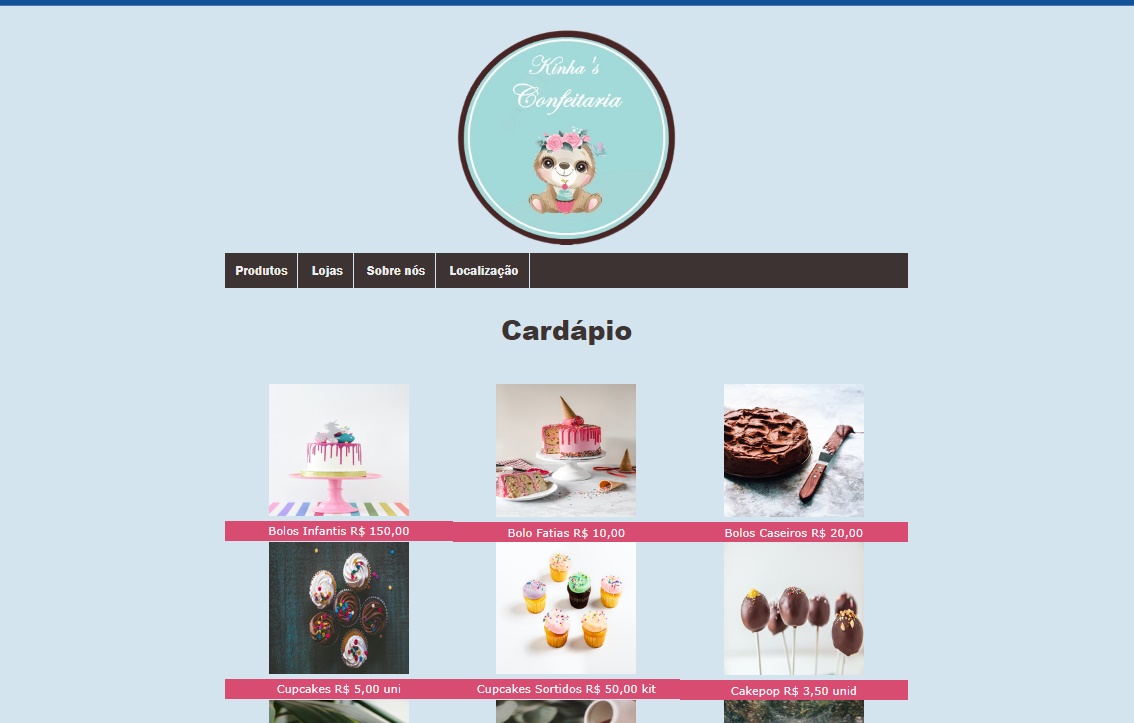 Kinha's
Confeitaria
Produtos Lojas Sobre nós Localização
Cardápio
Bolos Infantis R$ 150,00 Bolo Fatias R$ 10,00 Bolos Caseiros R$ 20,00
Cupcakes R$ 5,00 uni Cupcakes Sortidos R$ 50,00 kit Cakepop R$ 3,50 unid